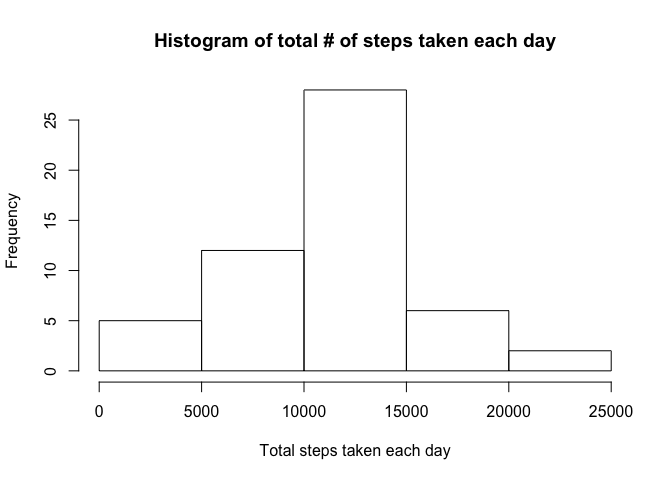 Histogram of total # of steps taken each day
Frequency
25
20
15
10
5
0
0 5000 10000 15000 20000 25000
Total steps taken each day